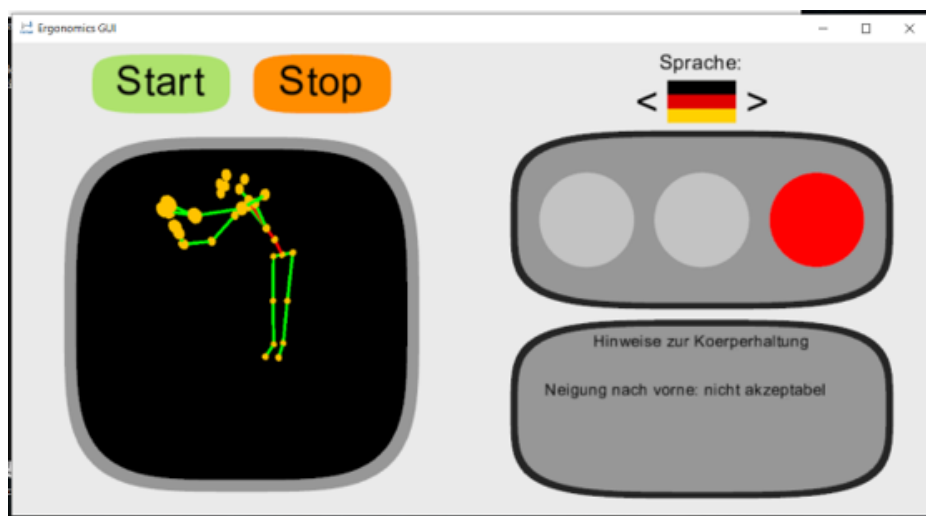 Ergonomics GUI
Start
Stop
Sprache:
< >
Hinweise zur Koerperhaltung
Neigung nach vorne: nicht akzeptabel